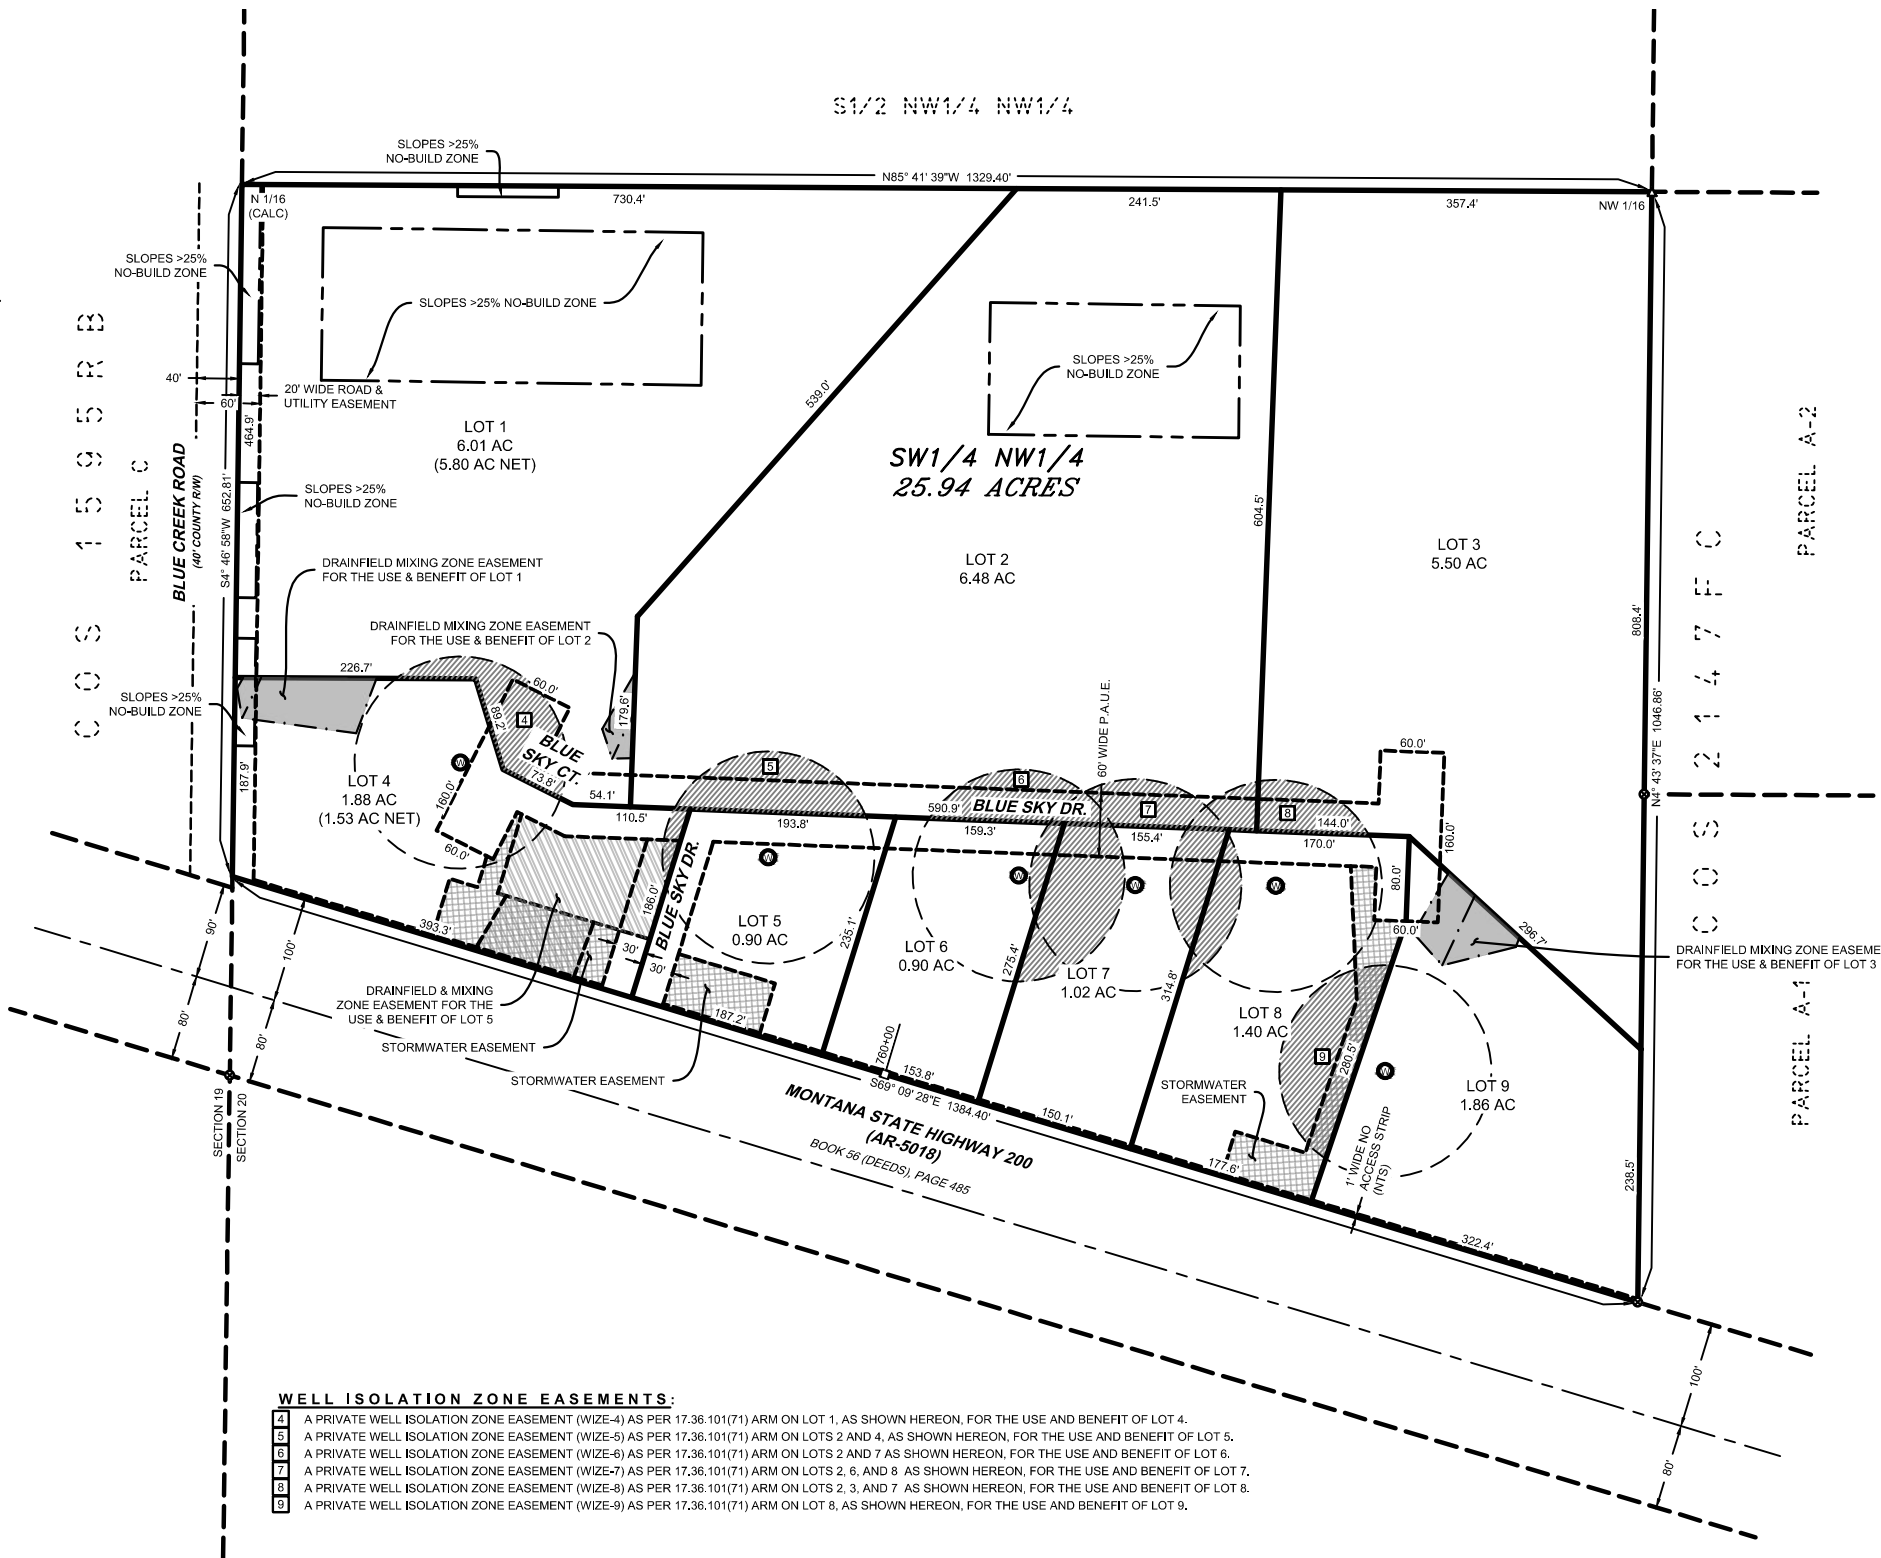 S1/2 NW1/4 NW1/4
SLOPES >25%
NO-BUILD ZONE
N85° 41' 39"W 1329.40'
N 1/16
(CALC)
730.4'
241.5'
357.4'
NW 1/16
SLOPES >25%
NO-BUILD ZONE
SLOPES >25% NO-BUILD ZONE
SLOPES >25%
NO-BUILD ZONE
40'
60'
20' WIDE ROAD &
UTILITY EASEMENT
464.9'
539.0'
LOT 1
6.01 AC
(5.80 AC NET)
SW1/4 NW1/4
25.94 ACRES
COS 1595RB
PARCEL C
BLUE CREEK ROAD
(40' COUNTY R/W)
S4° 46' 58"W 652.81'
SLOPES >25%
NO-BUILD ZONE
604.5'
LOT 2
6.48 AC
LOT 3
5.50 AC
PARCEL A-2
COS 2147FC
808.4'
N4° 43' 37"E 1046.86'
DRAINFIELD MIXING ZONE EASEMENT
FOR THE USE & BENEFIT OF LOT 1
DRAINFIELD MIXING ZONE EASEMENT
FOR THE USE & BENEFIT OF LOT 2
226.7'
SLOPES >25%
NO-BUILD ZONE
60.0'
4
89.2'
179.6'
BLUE
SKY CT.
73.8'
54.1'
110.5'
160.0'
60.0'
187.9'
W
LOT 4
1.88 AC
(1.53 AC NET)
5
6
7
8
60' WIDE P.A.U.E.
60.0'
590.9'
BLUE SKY DR.
144.0'
193.8'
159.3'
155.4'
170.0'
160.0'
80.0'
60.0'
W
W
W
W
186.0'
BLUE SKY DR.
LOT 5
0.90 AC
235.1'
LOT 6
0.90 AC
275.4'
LOT 7
1.02 AC
314.8'
LOT 8
1.40 AC
296.7'
DRAINFIELD MIXING ZONE EASEME
FOR THE USE & BENEFIT OF LOT 3
PARCEL A-1
90'
100'
80'
80'
393.3'
30'
30'
DRAINFIELD & MIXING
ZONE EASEMENT FOR THE
USE & BENEFIT OF LOT 5
STORMWATER EASEMENT
STORMWATER EASEMENT
187.2'
760+00
153.8'
S69° 09' 28"E 1384.40'
150.1'
9
280.5'
W
LOT 9
1.86 AC
STORMWATER
EASEMENT
177.6'
1' WIDE NO
ACCESS STRIP
(NTS)
238.5'
322.4'
SECTION 19
SECTION 20
MONTANA STATE HIGHWAY 200
(AR-5018)
BOOK 56 (DEEDS), PAGE 485
100'
80'
WELL ISOLATION ZONE EASEMENTS:
4 A PRIVATE WELL ISOLATION ZONE EASEMENT (WIZE-4) AS PER 17.36.101(71) ARM ON LOT 1, AS SHOWN HEREON, FOR THE USE AND BENEFIT OF LOT 4.
5 A PRIVATE WELL ISOLATION ZONE EASEMENT (WIZE-5) AS PER 17.36.101(71) ARM ON LOTS 2 AND 4, AS SHOWN HEREON, FOR THE USE AND BENEFIT OF LOT 5.
6 A PRIVATE WELL ISOLATION ZONE EASEMENT (WIZE-6) AS PER 17.36.101(71) ARM ON LOTS 2 AND 7 AS SHOWN HEREON, FOR THE USE AND BENEFIT OF LOT 6.
7 A PRIVATE WELL ISOLATION ZONE EASEMENT (WIZE-7) AS PER 17.36.101(71) ARM ON LOTS 2, 6, AND 8 AS SHOWN HEREON, FOR THE USE AND BENEFIT OF LOT 7.
8 A PRIVATE WELL ISOLATION ZONE EASEMENT (WIZE-8) AS PER 17.36.101(71) ARM ON LOTS 2, 3, AND 7 AS SHOWN HEREON, FOR THE USE AND BENEFIT OF LOT 8.
9 A PRIVATE WELL ISOLATION ZONE EASEMENT (WIZE-9) AS PER 17.36.101(71) ARM ON LOT 8, AS SHOWN HEREON, FOR THE USE AND BENEFIT OF LOT 9.